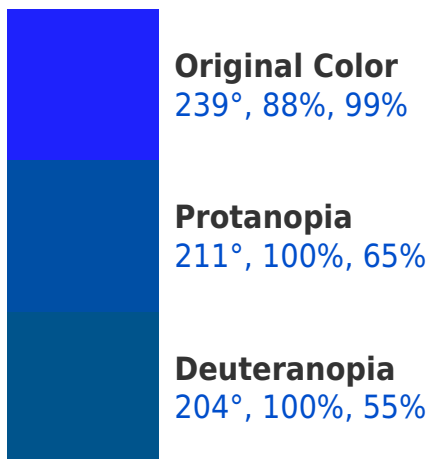 Original Color
239°, 88%, 99%
Protanopia
211°, 100%, 65%
Deuteranopia
204°, 100%, 55%